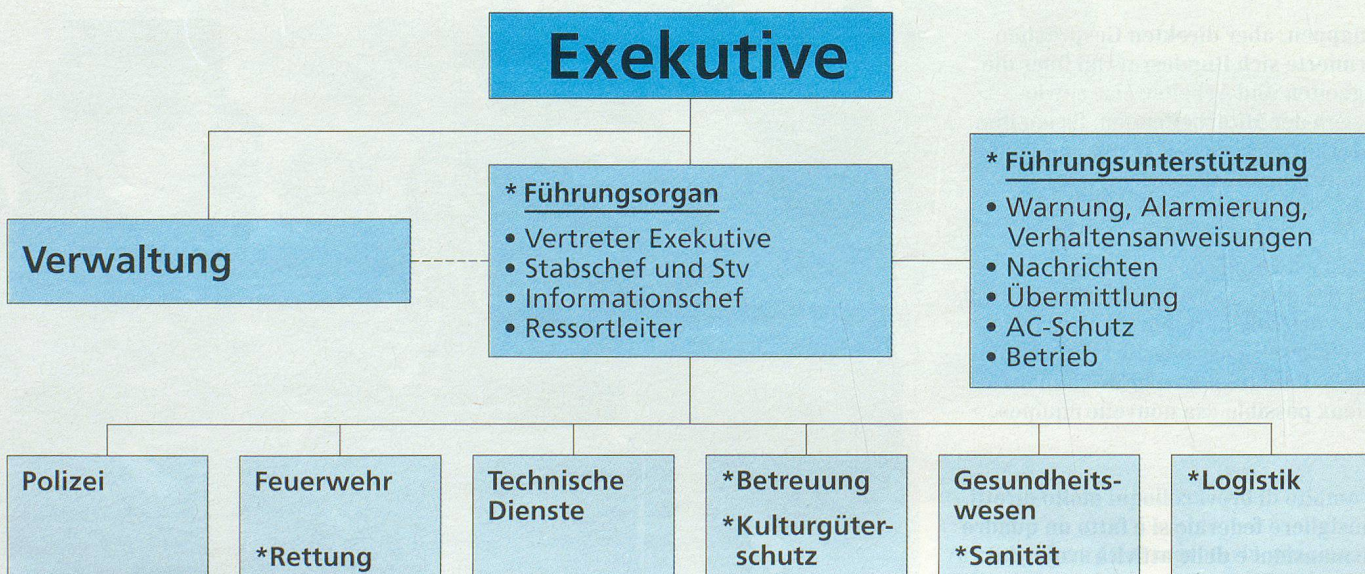 Exekutive
Verwaltung
* Führungsorgan
• Vertreter Exekutive
• Stabschef und Stv
• Informationschef
• Ressortleiter
* Führungsunterstützung
• Warnung, Alarmierung,
Verhaltensanweisungen
• Nachrichten
• Übermittlung
• AC-Schutz
• Betrieb
Polizei
Feuerwehr
*Rettung
Technische
Dienste
*Betreuung
*Kulturgüter-
schutz
Gesundheits-
wesen
*Sanität
*Logistik